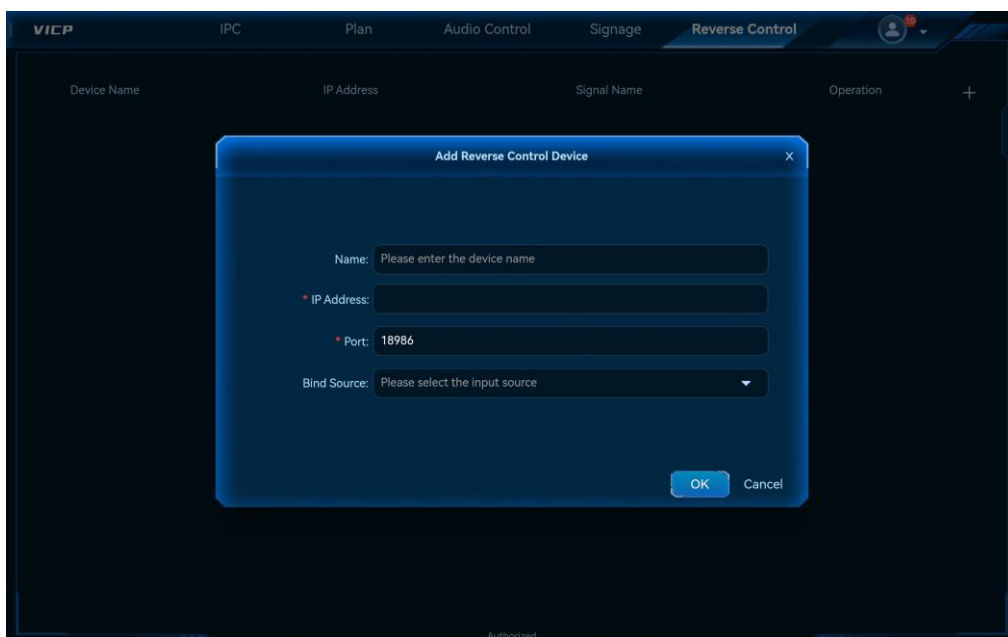 VICP IPC Plan Audio Control Signage Reverse Control 10
Device Name IP Address Signal Name Operation +
Add Reverse Control Device X
Name: Please enter the device name
* IP Address:
* Port: 18986
Bind Source: Please select the input source
OK Cancel
Authorized